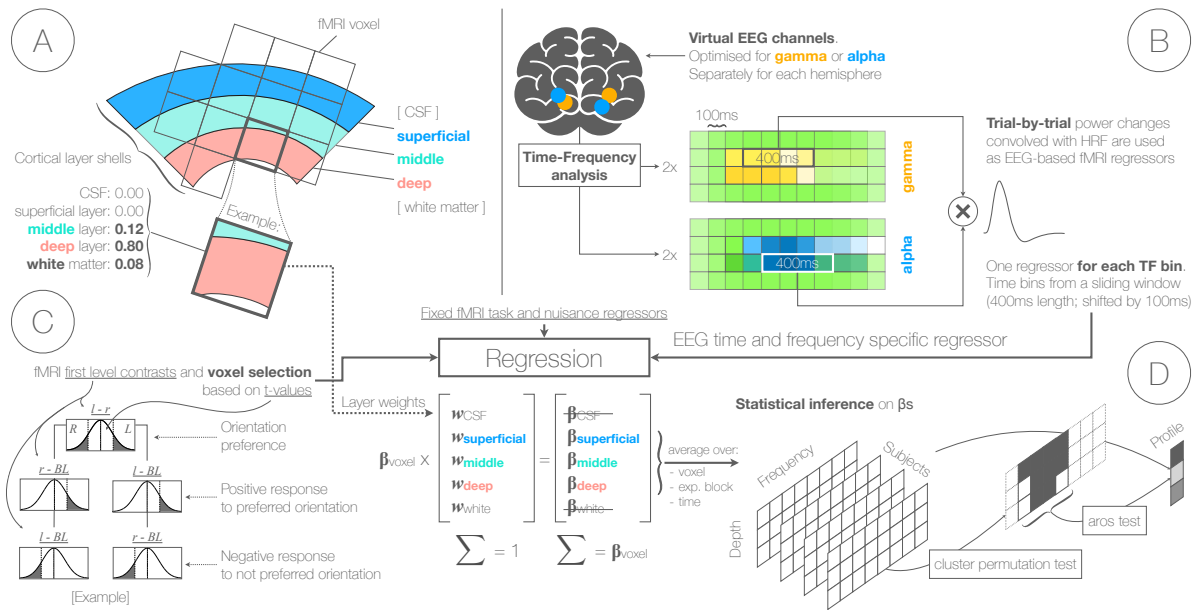 A
fMRI voxel
[ CSF ]
superficial
middle
deep
[ white matter ]
Cortical layer shells
CSF: 0.00
superficial layer: 0.00
middle layer: 0.12
deep layer: 0.80
white matter: 0.08
Example:
B
Virtual EEG channels.
Optimised for gamma or alpha
Separately for each hemisphere
Time-Frequency
analysis
2x
2x
100ms
400ms
gamma
400ms
alpha
Trial-by-trial power changes
convolved with HRF are used
as EEG-based fMRI regressors
One regressor for each TF bin.
Time bins from a sliding window
(400ms length; shifted by 100ms)
C
Fixed fMRI task and nuisance regressors
Regression
EEG time and frequency specific regressor
fMRI first level contrasts and voxel selection
based on t-values
l - r
R
L
Orientation
preference
r - BL
l - BL
Positive response
to preferred orientation
l - BL
r - BL
Negative response
to not preferred orientation
[Example]
Layer weights
βvoxel X
wCSF
wsuperficial
wmiddle
wdeep
wwhite
=
βCSF
βsuperficial
βmiddle
βdeep
βwhite
∑ = 1
∑ = βvoxel
average over:
- voxel
- exp. block
- time
D
Statistical inference on βs
Frequency
Subjects
Depth
Profile
aros test
cluster permutation test